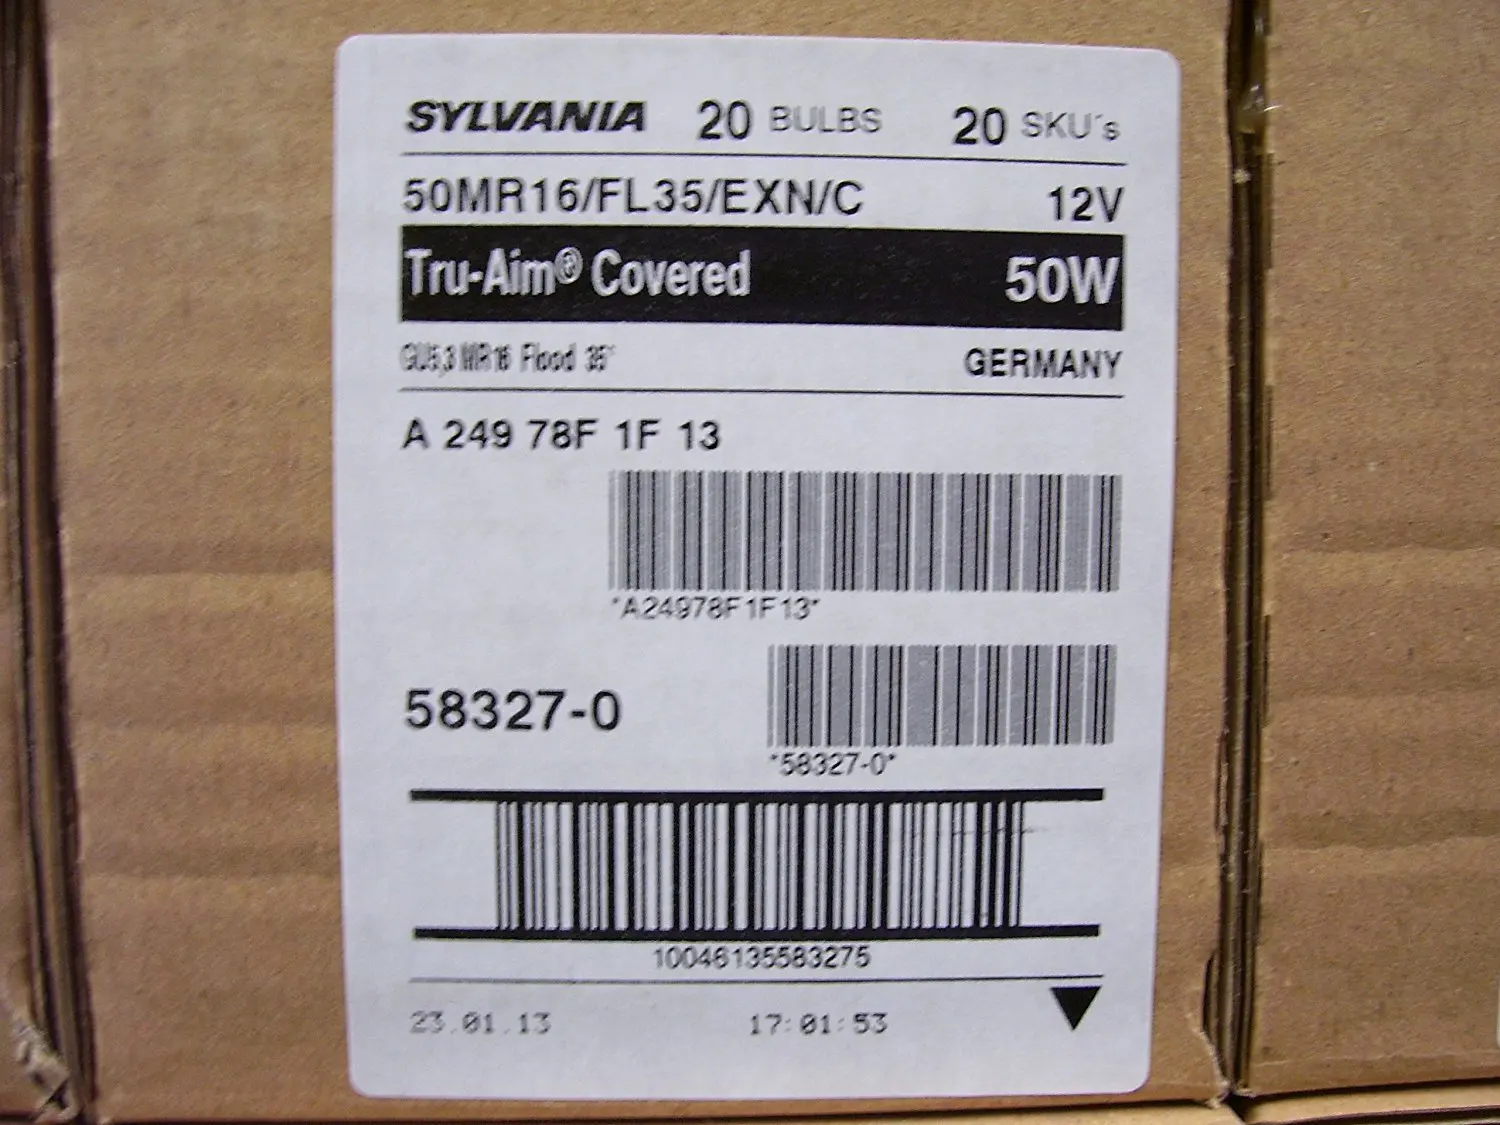 SYLVANIA 20 BULBS 20 SKU's
50MR16/FL35/EXN/C 12V
Tru-Aim® Covered 50W
GU5,3 MR16 Flood 35° GERMANY
A 249 78F 1F 13
*A24978F1F13*
58327-0
*58327-0*
10046135583275
23.01.13 17:01:53